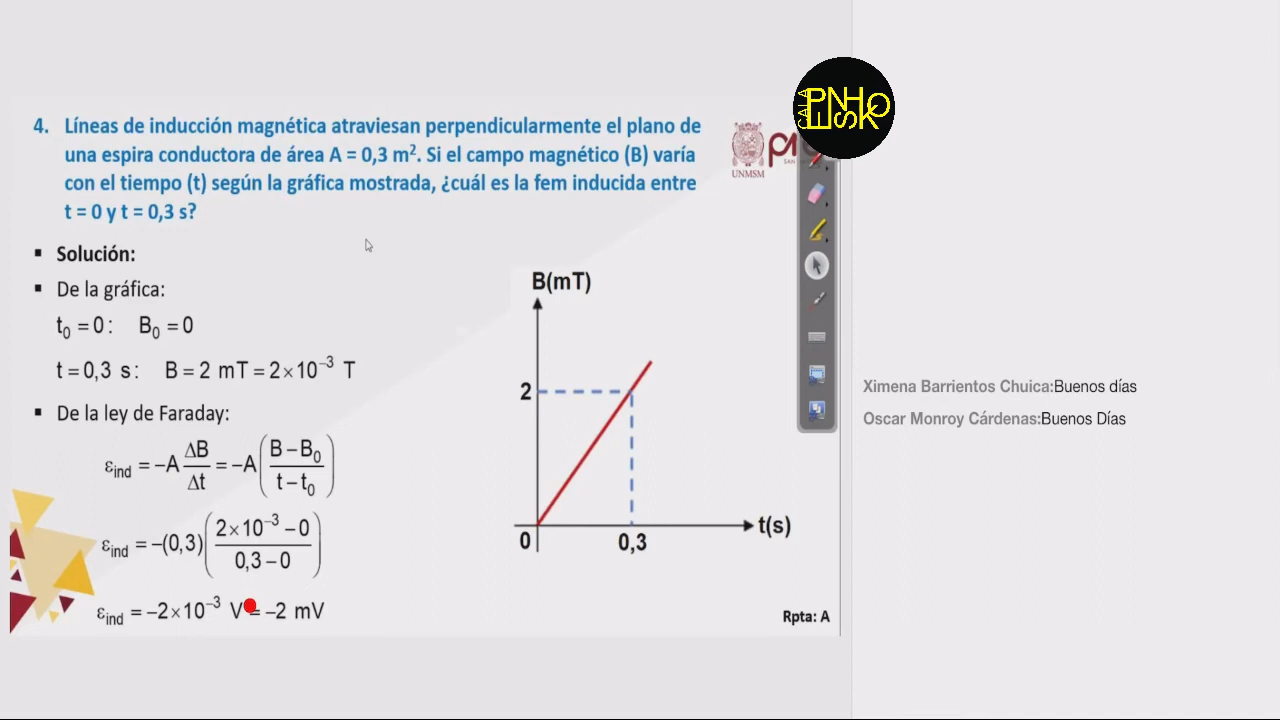 4. Líneas de inducción magnética atraviesan perpendicularmente el plano de
una espira conductora de área A = 0,3 m². Si el campo magnético (B) varía
con el tiempo (t) según la gráfica mostrada, ¿cuál es la fem inducida entre
t = 0 y t = 0,3 s?
UNMSM
▪ Solución:
▪ De la gráfica:
t₀ = 0 : B₀ = 0
t = 0,3 s : B = 2 mT = 2×10⁻³ T
▪ De la ley de Faraday:
ε_ind = −A ΔB/Δt = −A ( (B − B₀)/(t − t₀) )
ε_ind = −(0,3) ( (2×10⁻³ − 0)/(0,3 − 0) )
ε_ind = −2×10⁻³ V = −2 mV
B(mT)
2
0
0,3
t(s)
Rpta: A
Ximena Barrientos Chuica:Buenos días
Oscar Monroy Cárdenas:Buenos Días